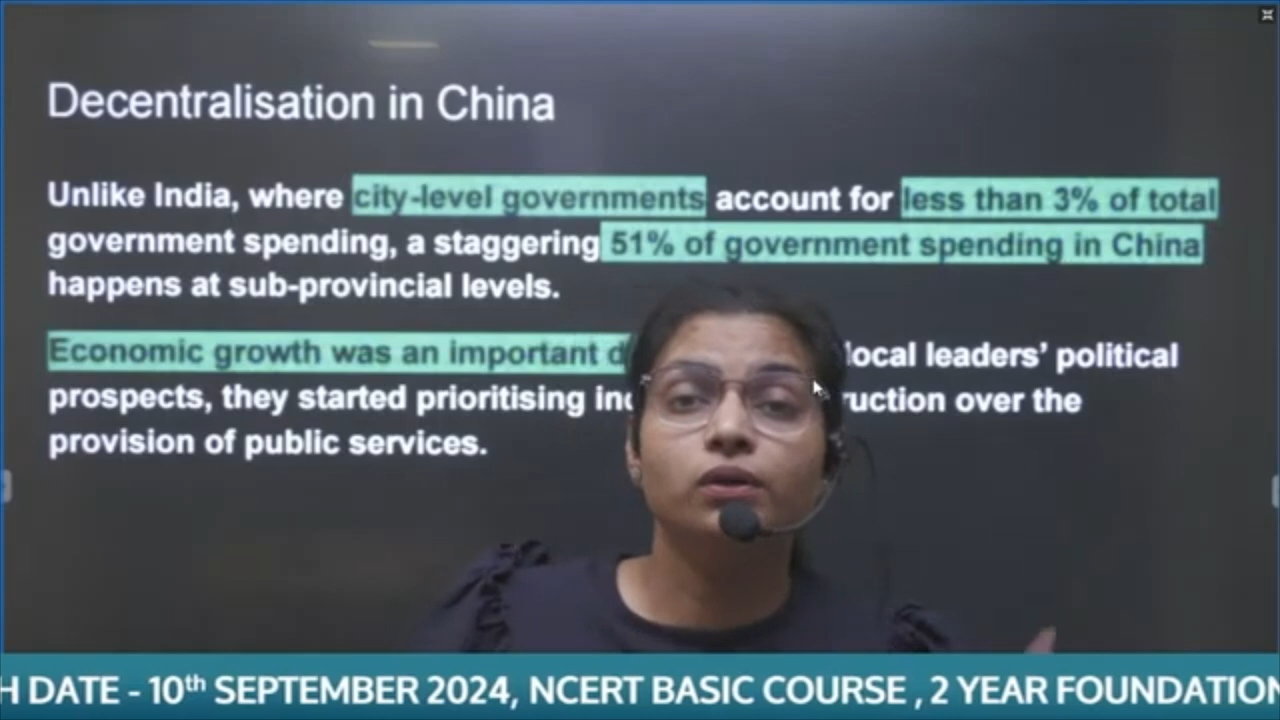 Decentralisation in China
Unlike India, where city-level governments account for less than 3% of total
government spending, a staggering 51% of government spending in China
happens at sub-provincial levels.
Economic growth was an important local leaders’ political
prospects, they started prioritising over the
provision of public services.
DATE - 10th SEPTEMBER 2024, NCERT BASIC COURSE , 2 YEAR FOUNDATION